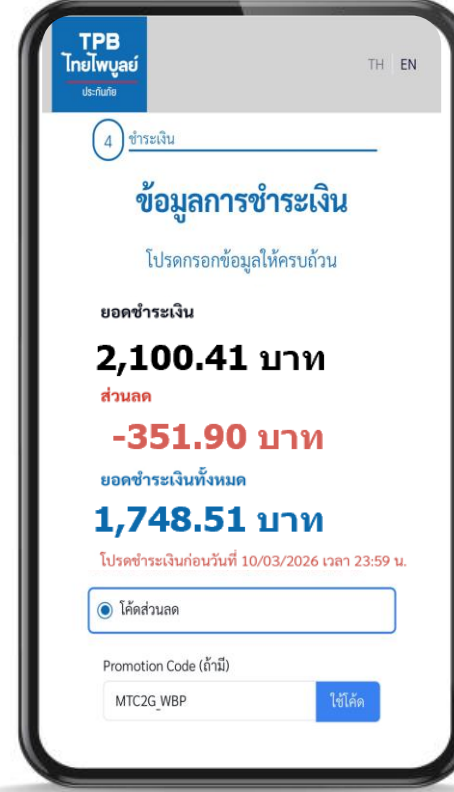 TPB
ไทยไพบูลย์
ประกันภัย
TH EN
4 ชำระเงิน
ข้อมูลการชำระเงิน
โปรดกรอกข้อมูลให้ครบถ้วน
ยอดชำระเงิน
2,100.41 บาท
ส่วนลด
-351.90 บาท
ยอดชำระเงินทั้งหมด
1,748.51 บาท
โปรดชำระเงินก่อนวันที่ 10/03/2026 เวลา 23:59 น.
โค้ดส่วนลด
Promotion Code (ถ้ามี)
MTC2G_WBP ใช้โค้ด